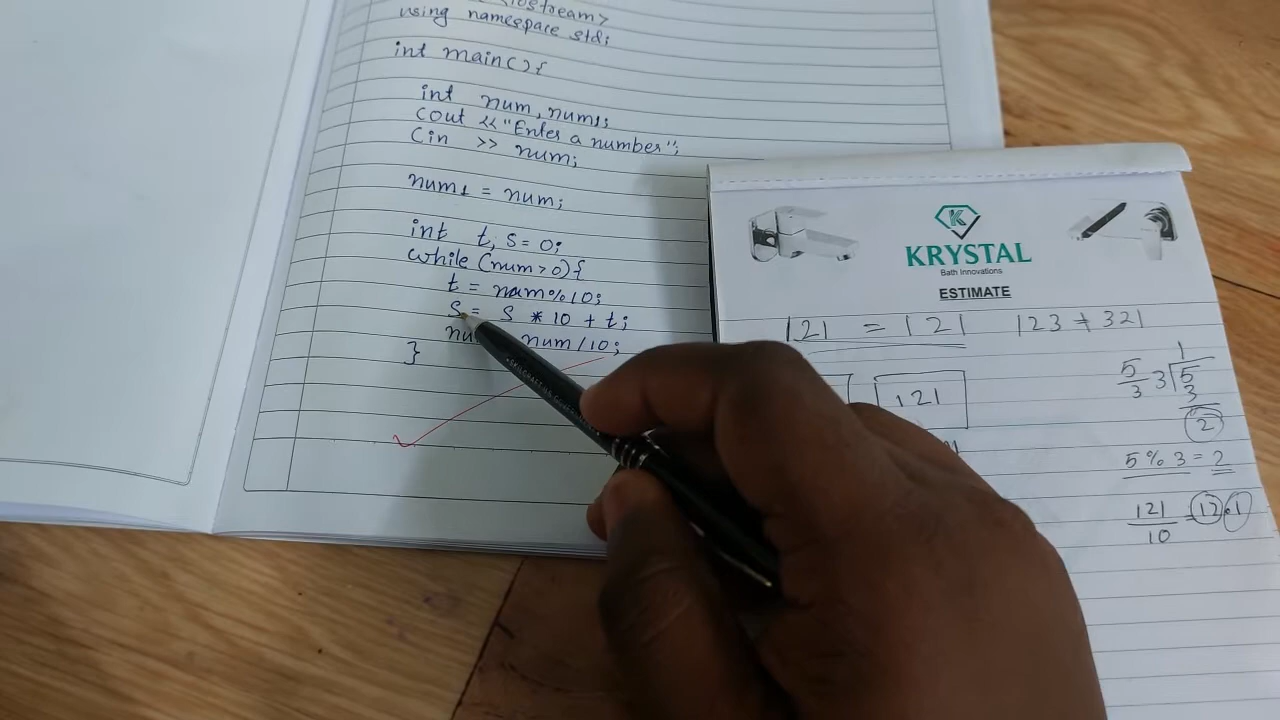 <iostream>
using namespace std;
int main(){
int num, num1;
cout << "Enter a number";
Cin >> num;
num1 = num;
int t, s = 0;
while (num > 0){
t = num%10;
s = s * 10 + t;
num/10;
}
KRYSTAL
Bath Innovations
ESTIMATE
121 = 121 123 ≠ 321
121
5/3 3 1 5 3 2
5 % 3 = 2
121/10 = 12.1